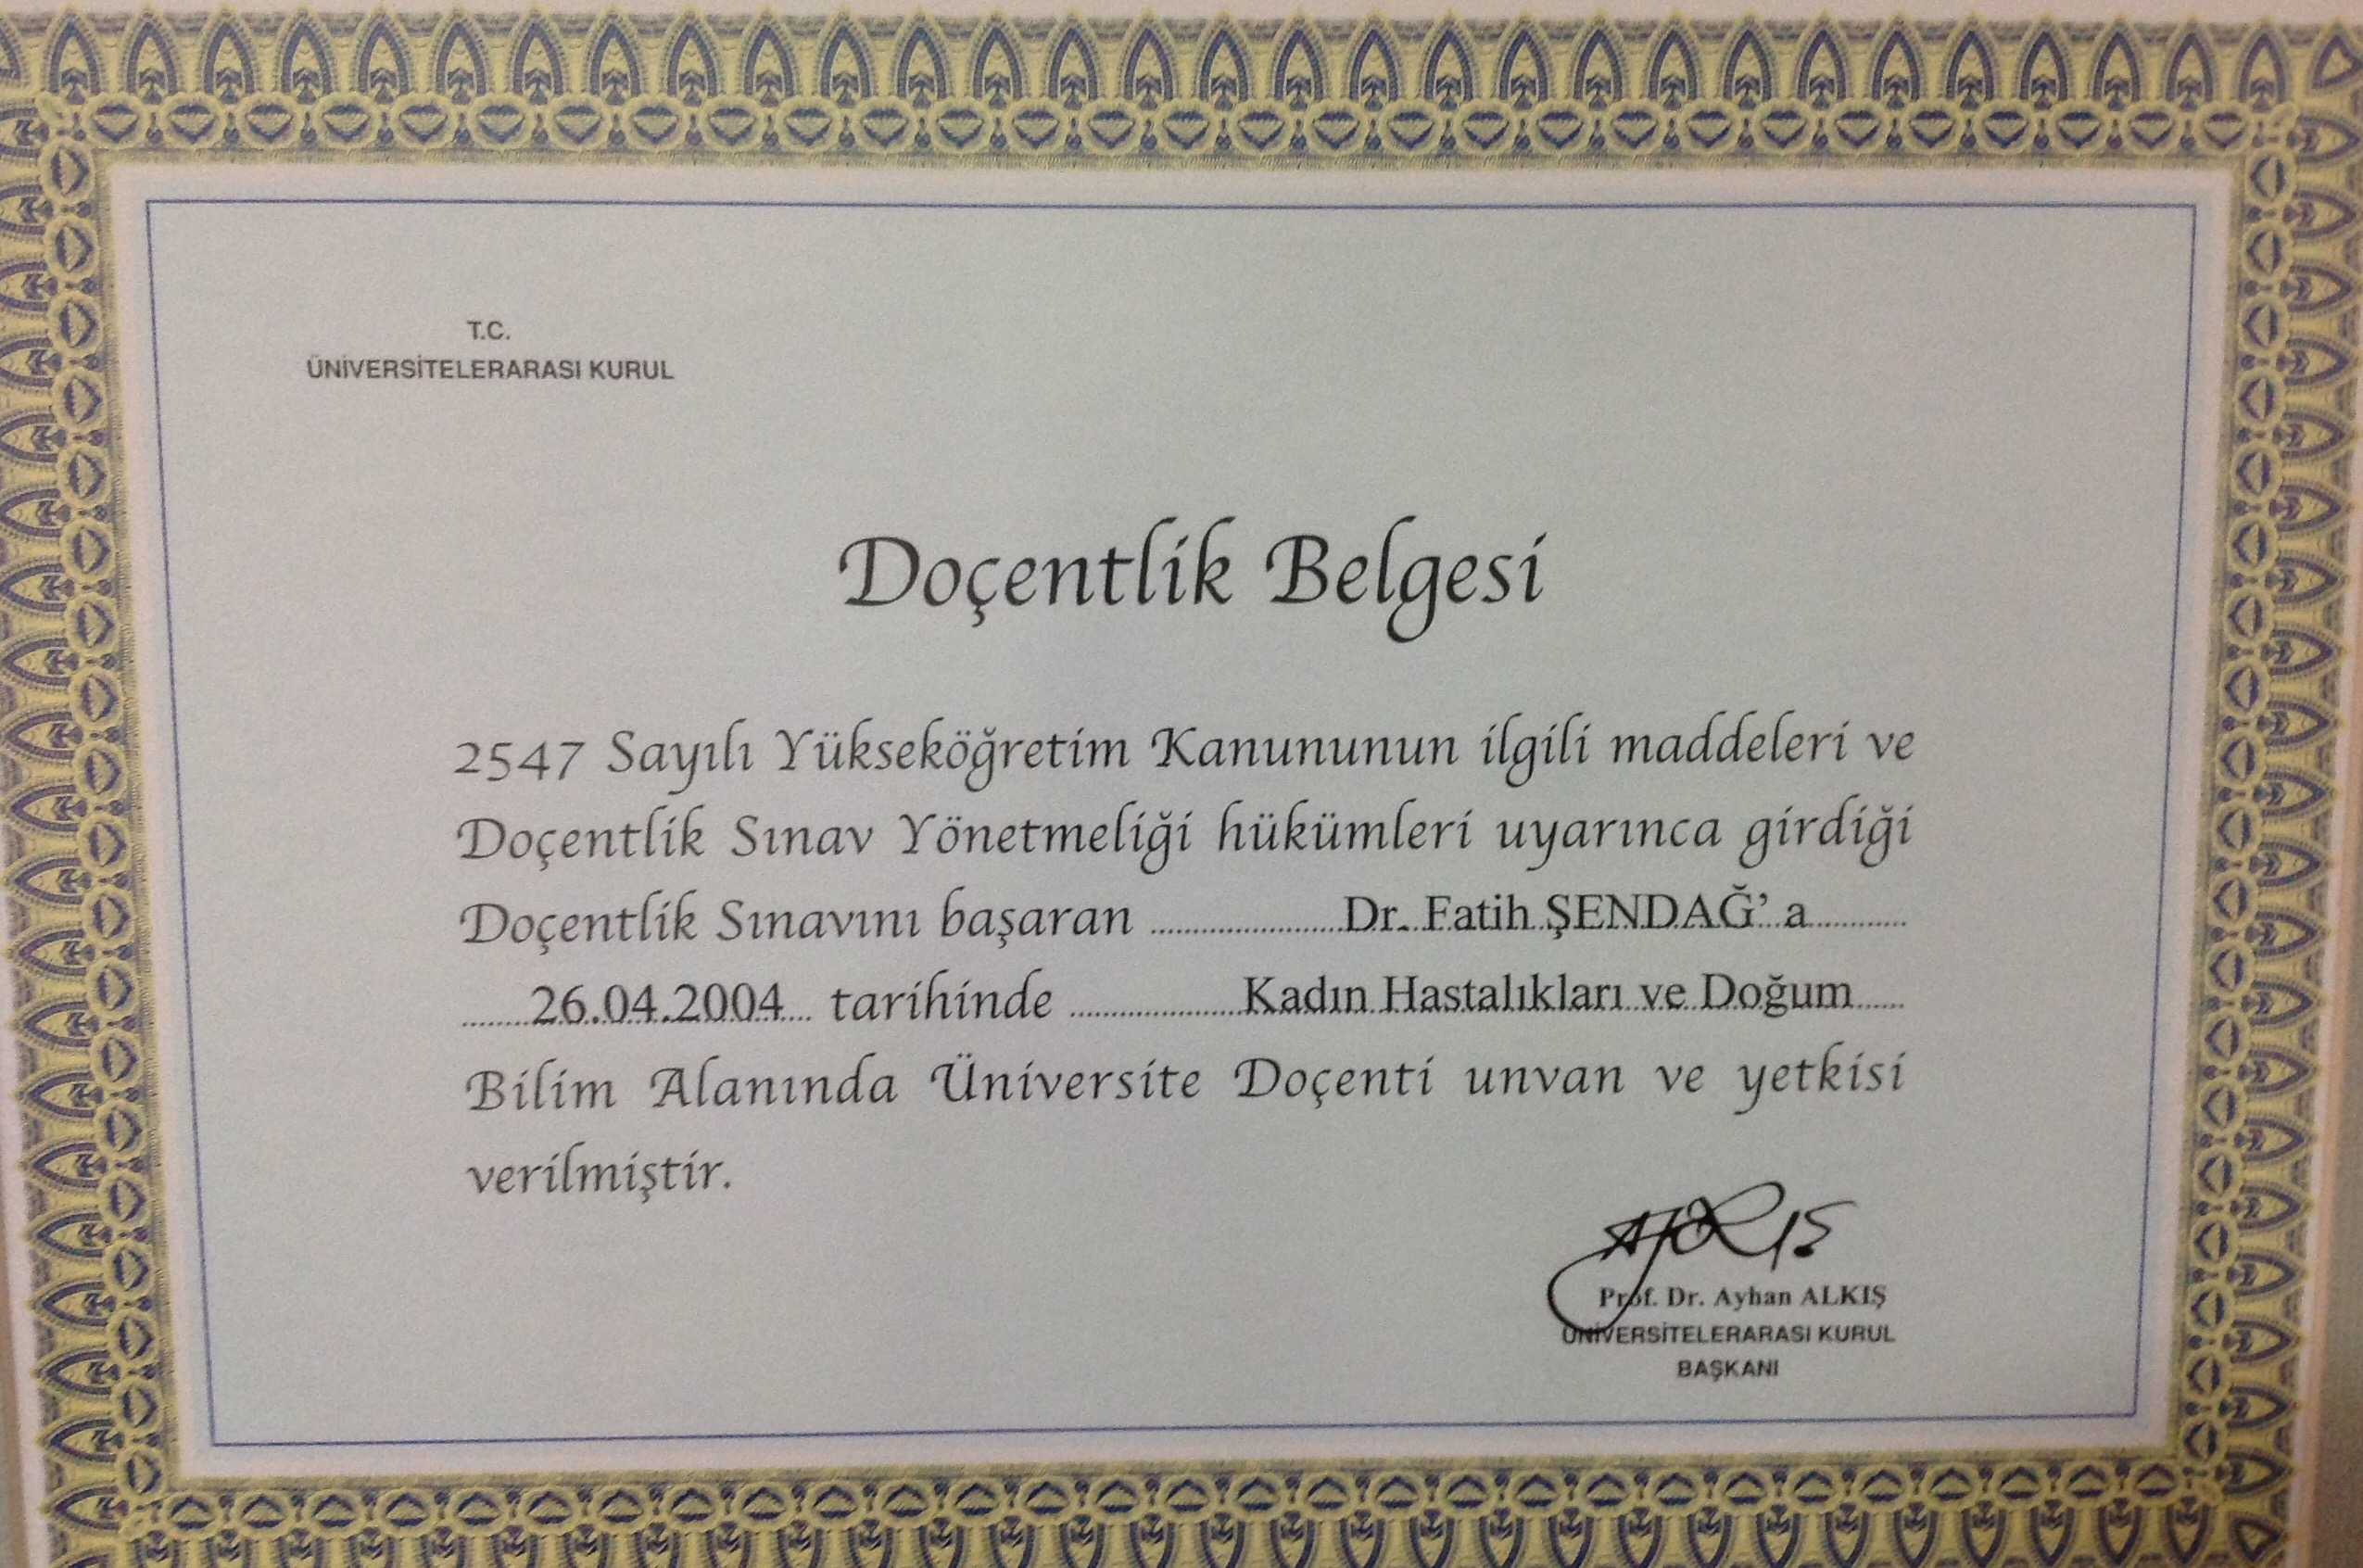 T.C.
ÜNİVERSİTELERARASI KURUL
Doçentlik Belgesi
2547 Sayılı Yükseköğretim Kanununun ilgili maddeleri ve
Doçentlik Sınav Yönetmeliği hükümleri uyarınca girdiği
Doçentlik Sınavını başaran ........................ Dr. Fatih ŞENDAĞ' a ............
........ 26.04.2004 .... tarihinde ...................... Kadın Hastalıkları ve Doğum ......
Bilim Alanında Üniversite Doçenti unvan ve yetkisi
verilmiştir.
Prof. Dr. Ayhan ALKIŞ
ÜNİVERSİTELERARASI KURUL
BAŞKANI